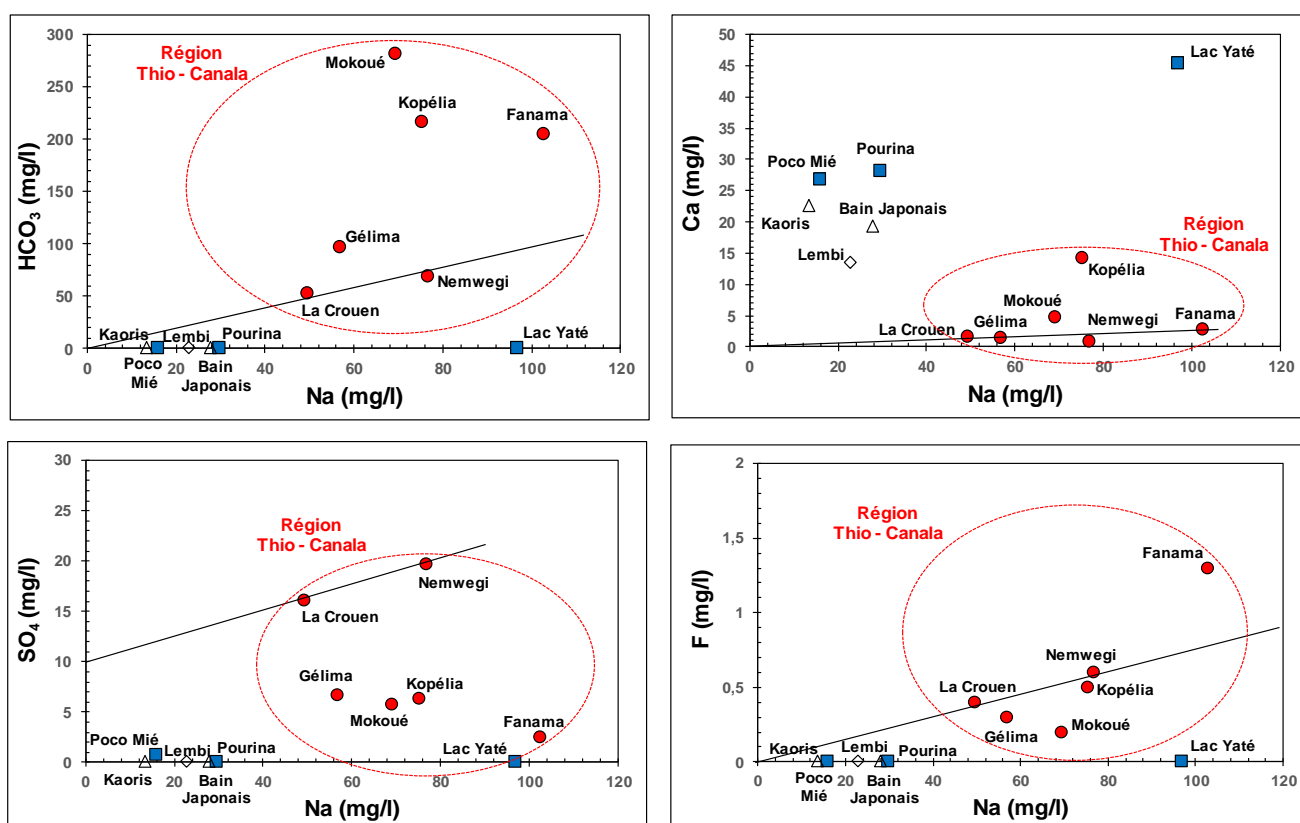 300
250
200
150
100
50
0
HCO₃ (mg/l)
Région
Thio - Canala
Mokoué
Kopélia
Fanama
Gélima
Nemwegi
La Crouen
Kaoris
Lembi
Pourina
Lac Yaté
Poco
Mié
Bain
Japonais
0 20 40 60 80 100 120
Na (mg/l)
50
45
40
35
30
25
20
15
10
5
0
Ca (mg/l)
Lac Yaté
Poco Mié
Pourina
Kaoris
Bain Japonais
Lembi
Région
Thio - Canala
Kopélia
Mokoué
La Crouen
Gélima
Nemwegi
Fanama
0 20 40 60 80 100 120
Na (mg/l)
30
25
20
15
10
5
0
SO₄ (mg/l)
Région
Thio - Canala
Nemwegi
La Crouen
Gélima
Kopélia
Mokoué
Fanama
Poco Mié
Lembi
Pourina
Lac Yaté
Kaoris
Bain
Japonais
0 20 40 60 80 100 120
Na (mg/l)
2
1,5
1
0,5
0
F (mg/l)
Région
Thio - Canala
Fanama
Nemwegi
La Crouen
Kopélia
Gélima
Mokoué
Kaoris
Lembi
Pourina
Lac Yaté
Poco
Mié
Bain
Japonais
0 20 40 60 80 100 120
Na (mg/l)